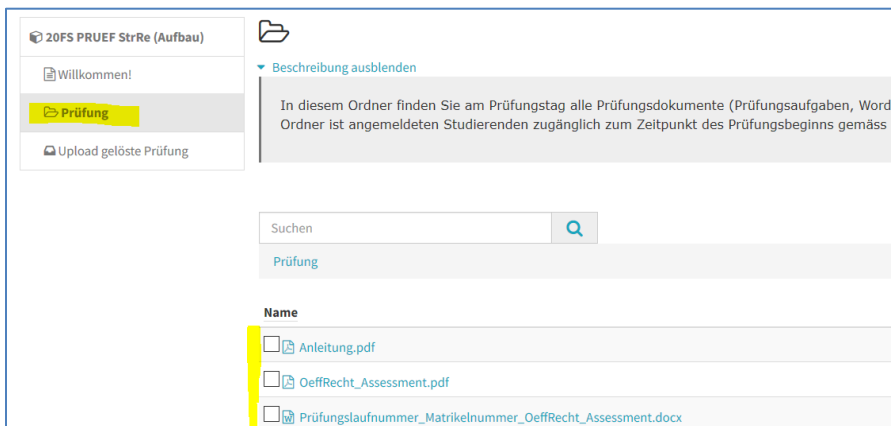 20FS PRUEF StrRe (Aufbau)
Willkommen!
Prüfung
Upload gelöste Prüfung
Beschreibung ausblenden
In diesem Ordner finden Sie am Prüfungstag alle Prüfungsdokumente (Prüfungsaufgaben, Word
Ordner ist angemeldeten Studierenden zugänglich zum Zeitpunkt des Prüfungsbeginns gemäss
Suchen
Prüfung
Name
Anleitung.pdf
OeffRecht_Assessment.pdf
Prüfungslaufnummer_Matrikelnummer_OeffRecht_Assessment.docx